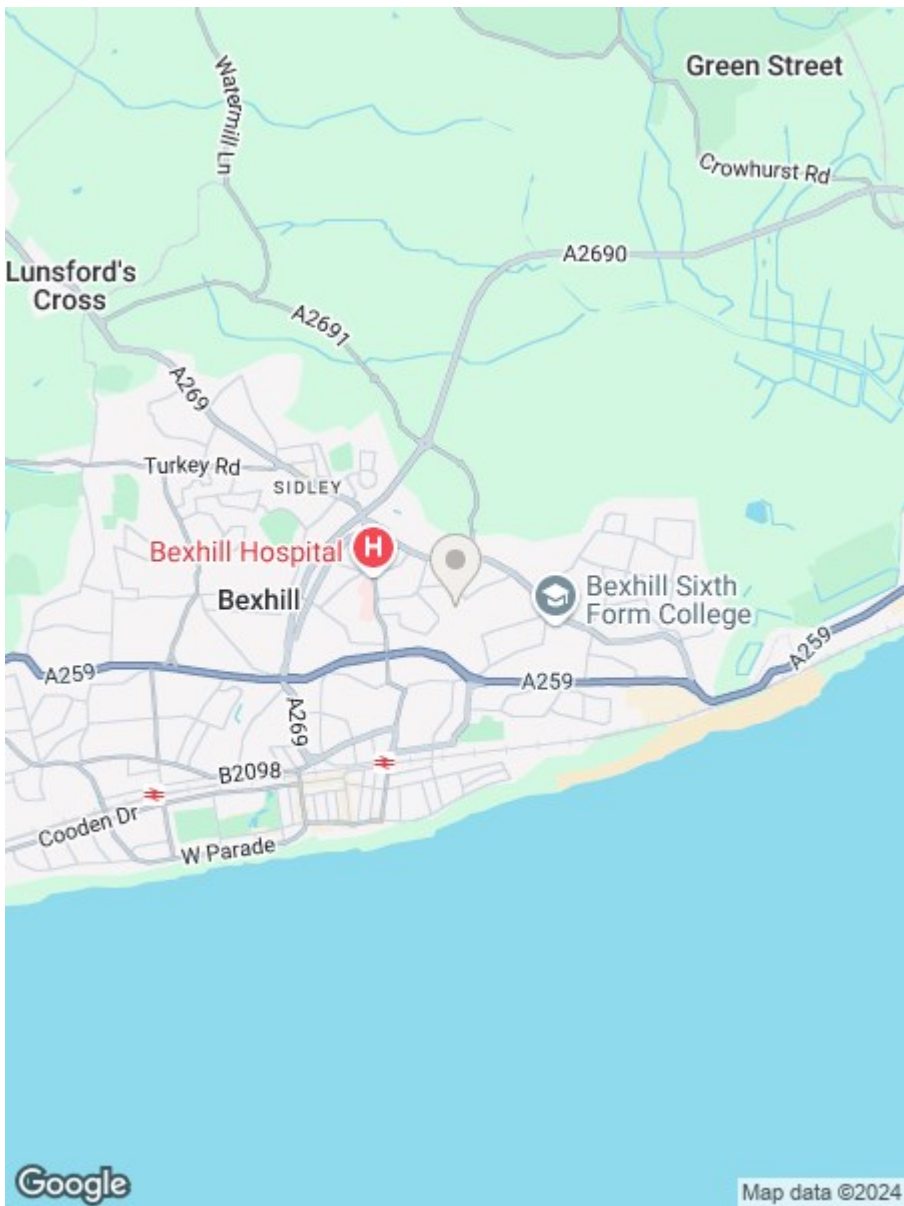 Green Street
Watermill Ln
Crowhurst Rd
A2690
Lunsford's
Cross
A2691
A269
Turkey Rd
SIDLEY
Bexhill Hospital
H
Bexhill
Bexhill Sixth
Form College
A259
A259
A259
A269
B2098
Cooden Dr
W Parade
Google
Map data ©2024